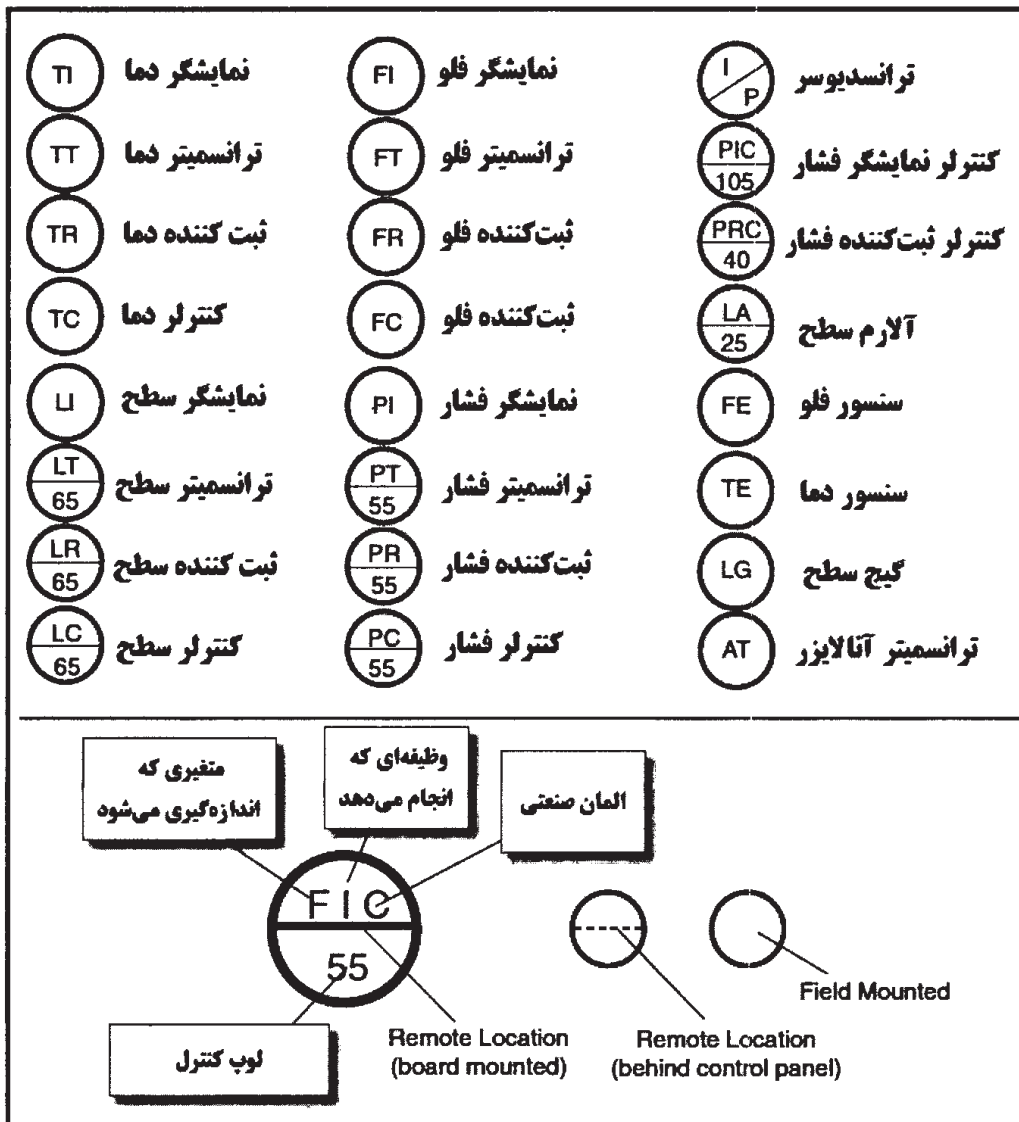 TI نمایشگر دما
FI نمایشگر فلو
I P ترانسدیوسر
TT ترانسمیتر دما
FT ترانسمیتر فلو
PIC 105 کنترلر نمایشگر فشار
TR ثبت کننده دما
FR ثبت‌کننده فلو
PRC 40 کنترلر ثبت‌کننده فشار
TC کنترلر دما
FC ثبت‌کننده فلو
LA 25 آلارم سطح
LI نمایشگر سطح
PI نمایشگر فشار
FE سنسور فلو
LT 65 ترانسمیتر سطح
PT 55 ترانسمیتر فشار
TE سنسور دما
LR 65 ثبت کننده سطح
PR 55 ثبت‌کننده فشار
LG گیج سطح
LC 65 کنترلر سطح
PC 55 کنترلر فشار
AT ترانسمیتر آنالایزر
متغیری که
اندازه‌گیری می‌شود
وظیفه‌ای که
انجام می‌دهد
المان صنعتی
F I C
55
لوپ کنترل
Remote Location
(board mounted)
Remote Location
(behind control panel)
Field Mounted